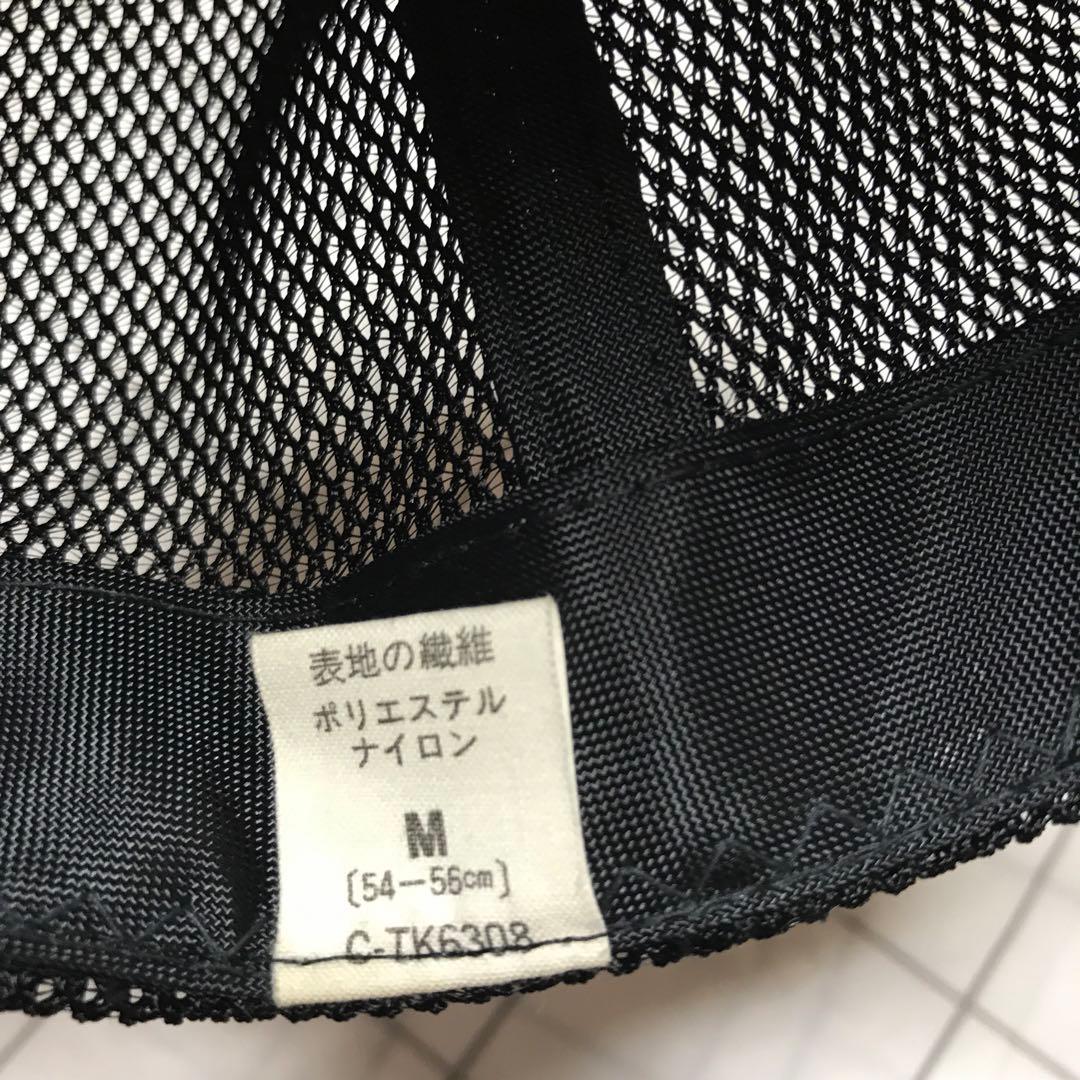 表地の繊維
ポリエステル
ナイロン
M
[54-56㎝]
C-TK6308